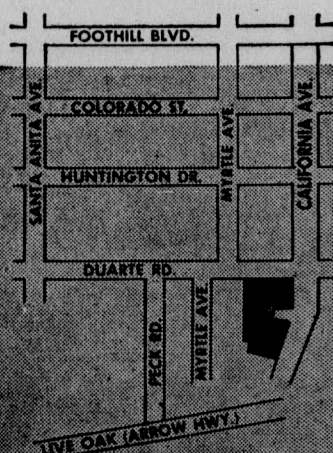 FOOTHILL BLVD.
SANTA ANITA AVE.
COLORADO ST.
MYRTLE AVE.
CALIFORNIA AVE.
HUNTINGTON DR.
DUARTE RD.
PECK RD.
MYRTLE AVE.
LIVE OAK (ARROW HWY.)